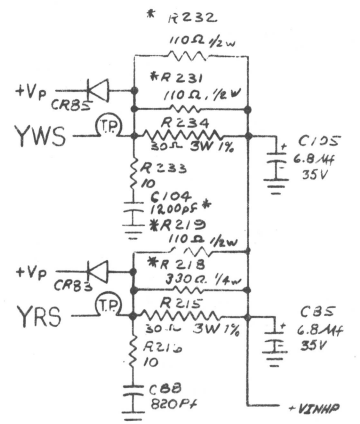 * R232
110Ω 1/2W
* R231
+Vp
110Ω, 1/2W
CR85
R234
YWS
T.P.
30Ω 3W 1%
C105
6.8Mf
35V
R233
10
C104
1200pf *
* R219
110Ω 1/2W
* R218
+Vp
330Ω 1/4W
CR83
R215
YRS
T.P.
30Ω 3W 1%
C85
6.8Mf
35V
R216
10
C88
820Pf
+VINHP